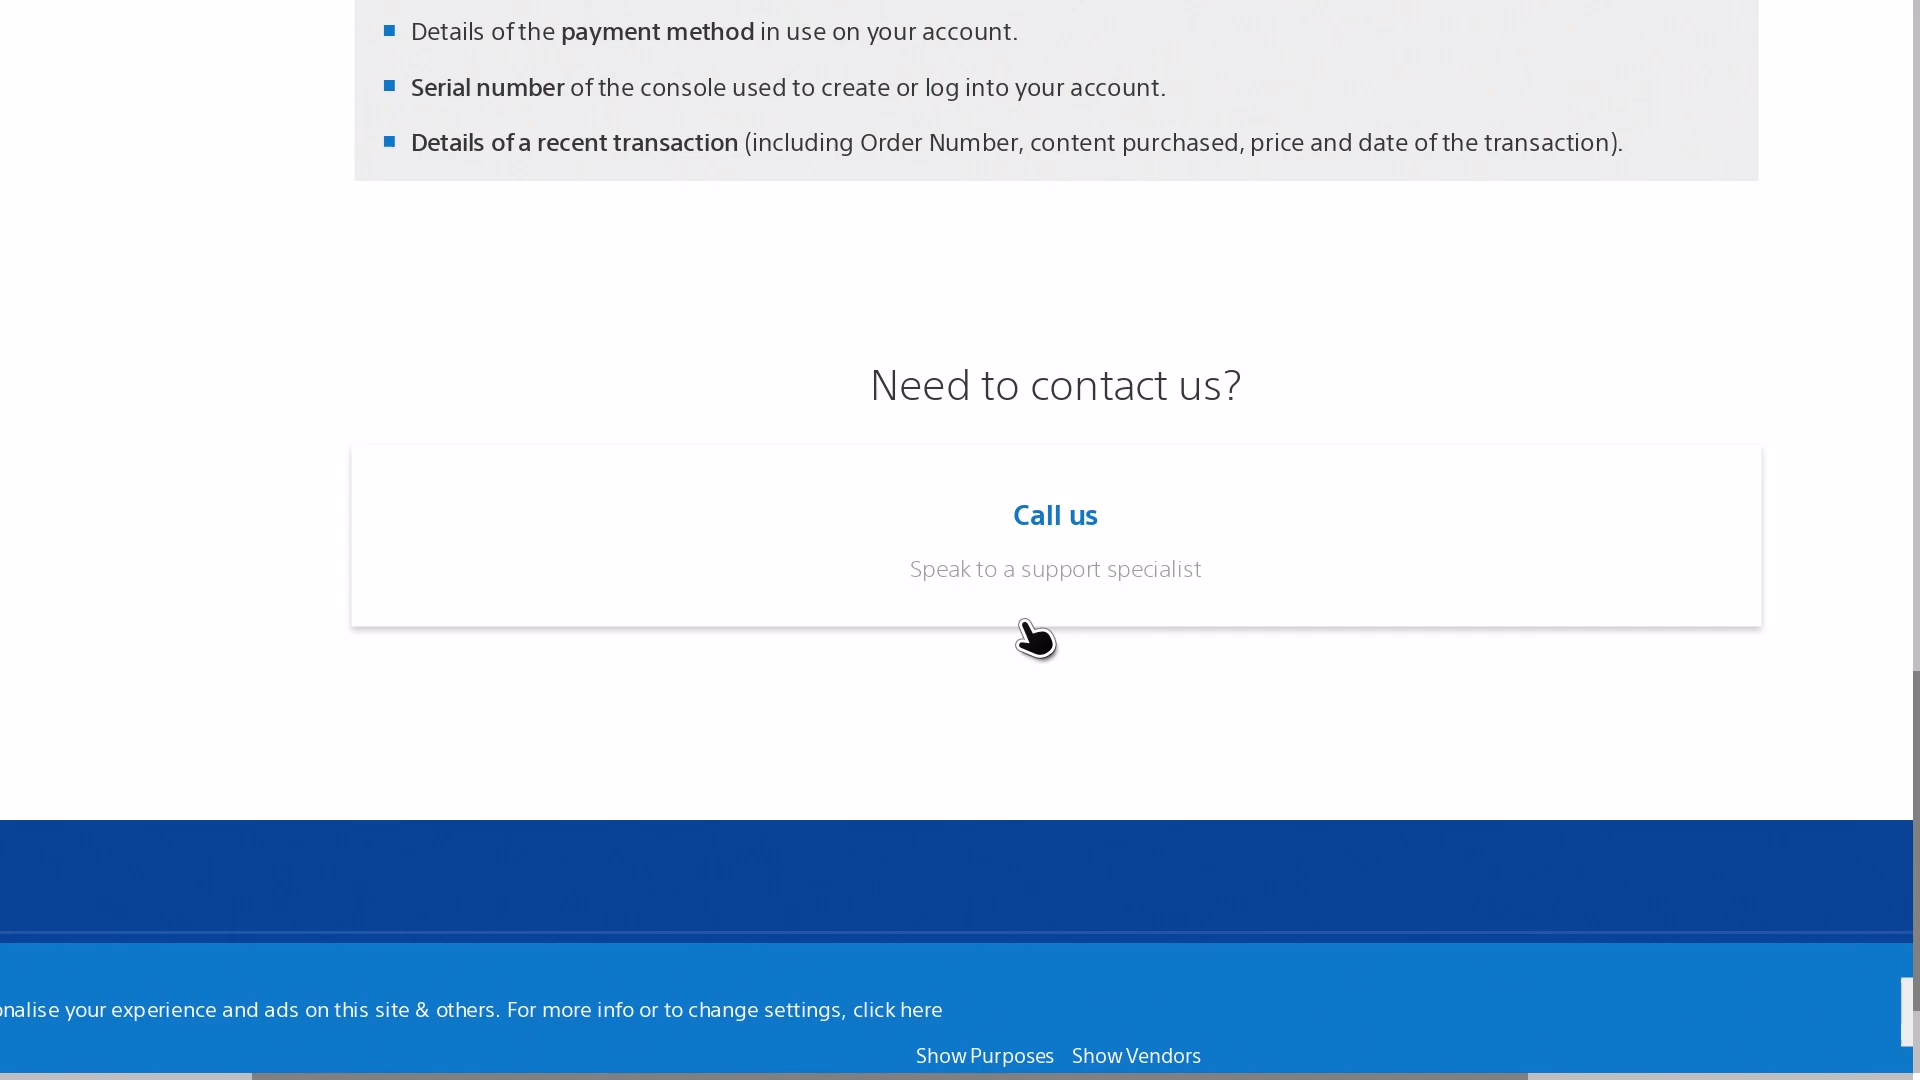 Details of the payment method in use on your account.
Serial number of the console used to create or log into your account.
Details of a recent transaction (including Order Number, content purchased, price and date of the transaction).
Need to contact us?
Call us
Speak to a support specialist
onalise your experience and ads on this site & others. For more info or to change settings, click here
Show Purposes Show Vendors